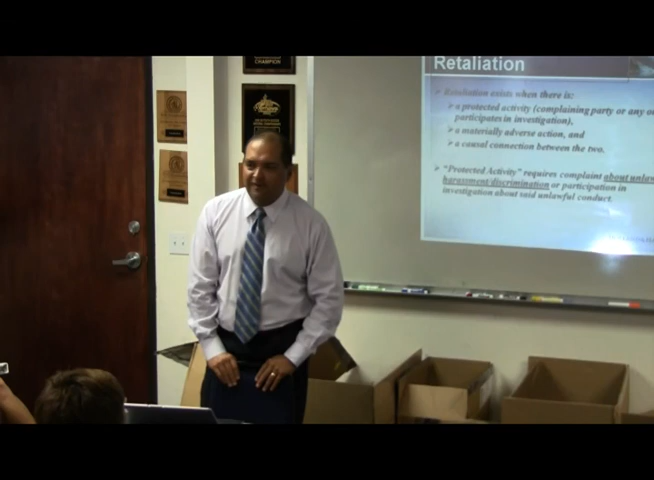 CHAMPION
Retaliation
Retaliation exists when there is:
a protected activity (complaining party or any
participates in investigation),
a materially adverse action, and
a causal connection between the two.
"Protected Activity" requires complaint about
harassment/discrimination or participation in
investigation about said unlawful conduct.